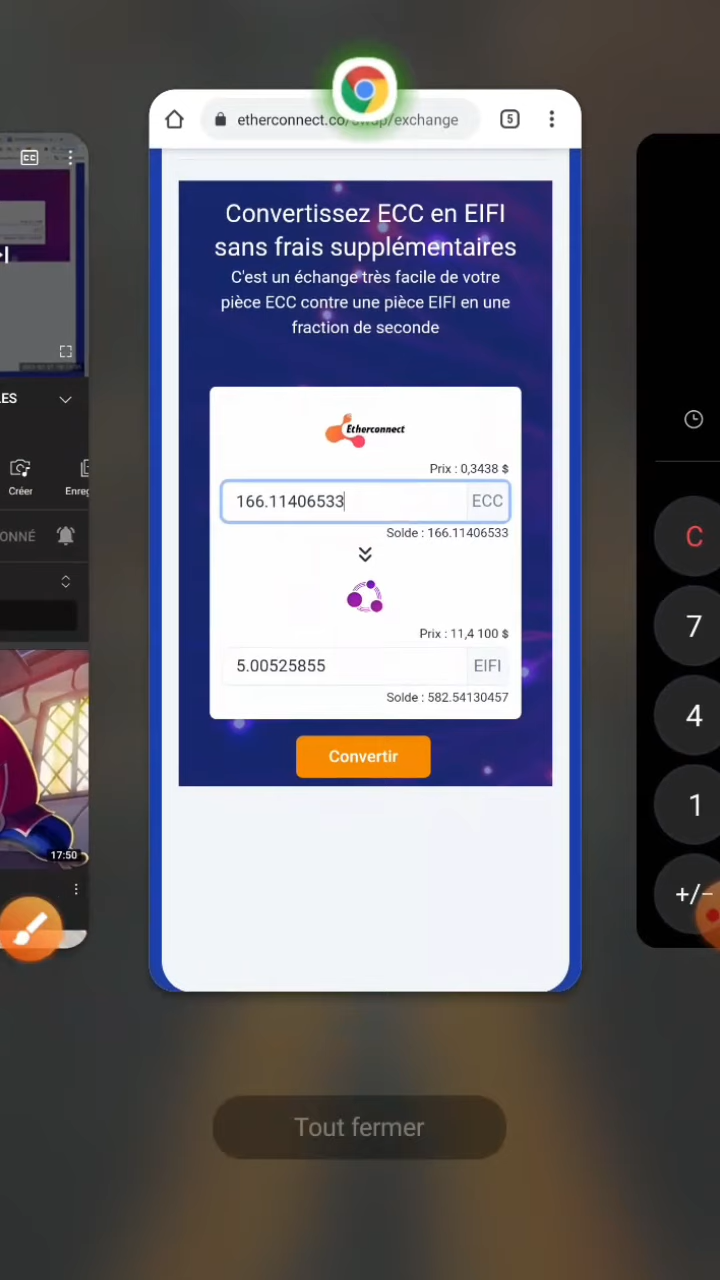 etherconnect.co/swap/exchange
5
Convertissez ECC en EIFI
sans frais supplémentaires
C'est un échange très facile de votre
pièce ECC contre une pièce EIFI en une
fraction de seconde
Etherconnect
Prix : 0,3438 $
166.11406533
ECC
Solde : 166.11406533
Prix : 11,4 100 $
5.00525855
EIFI
Solde : 582.54130457
Convertir
CC
ES
Créer
Enreg
ONNÉ
17:50
C
7
4
1
+/−
Tout fermer